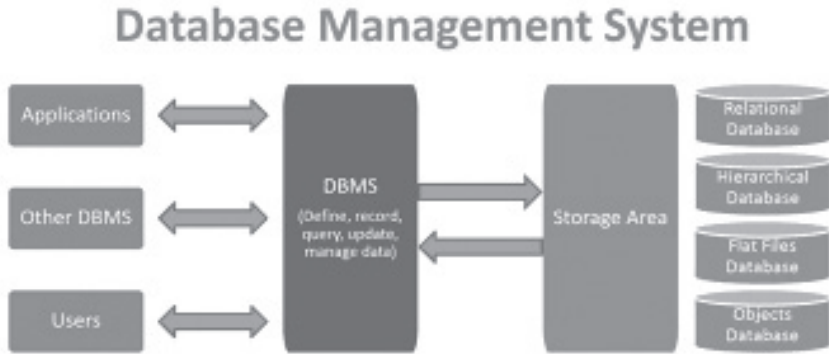 Database Management System
Applications
Other DBMS
Users
DBMS
(Define, record,
query, update,
manage data)
Storage Area
Relational
Database
Hierarchical
Database
Flat Files
Database
Objects
Database